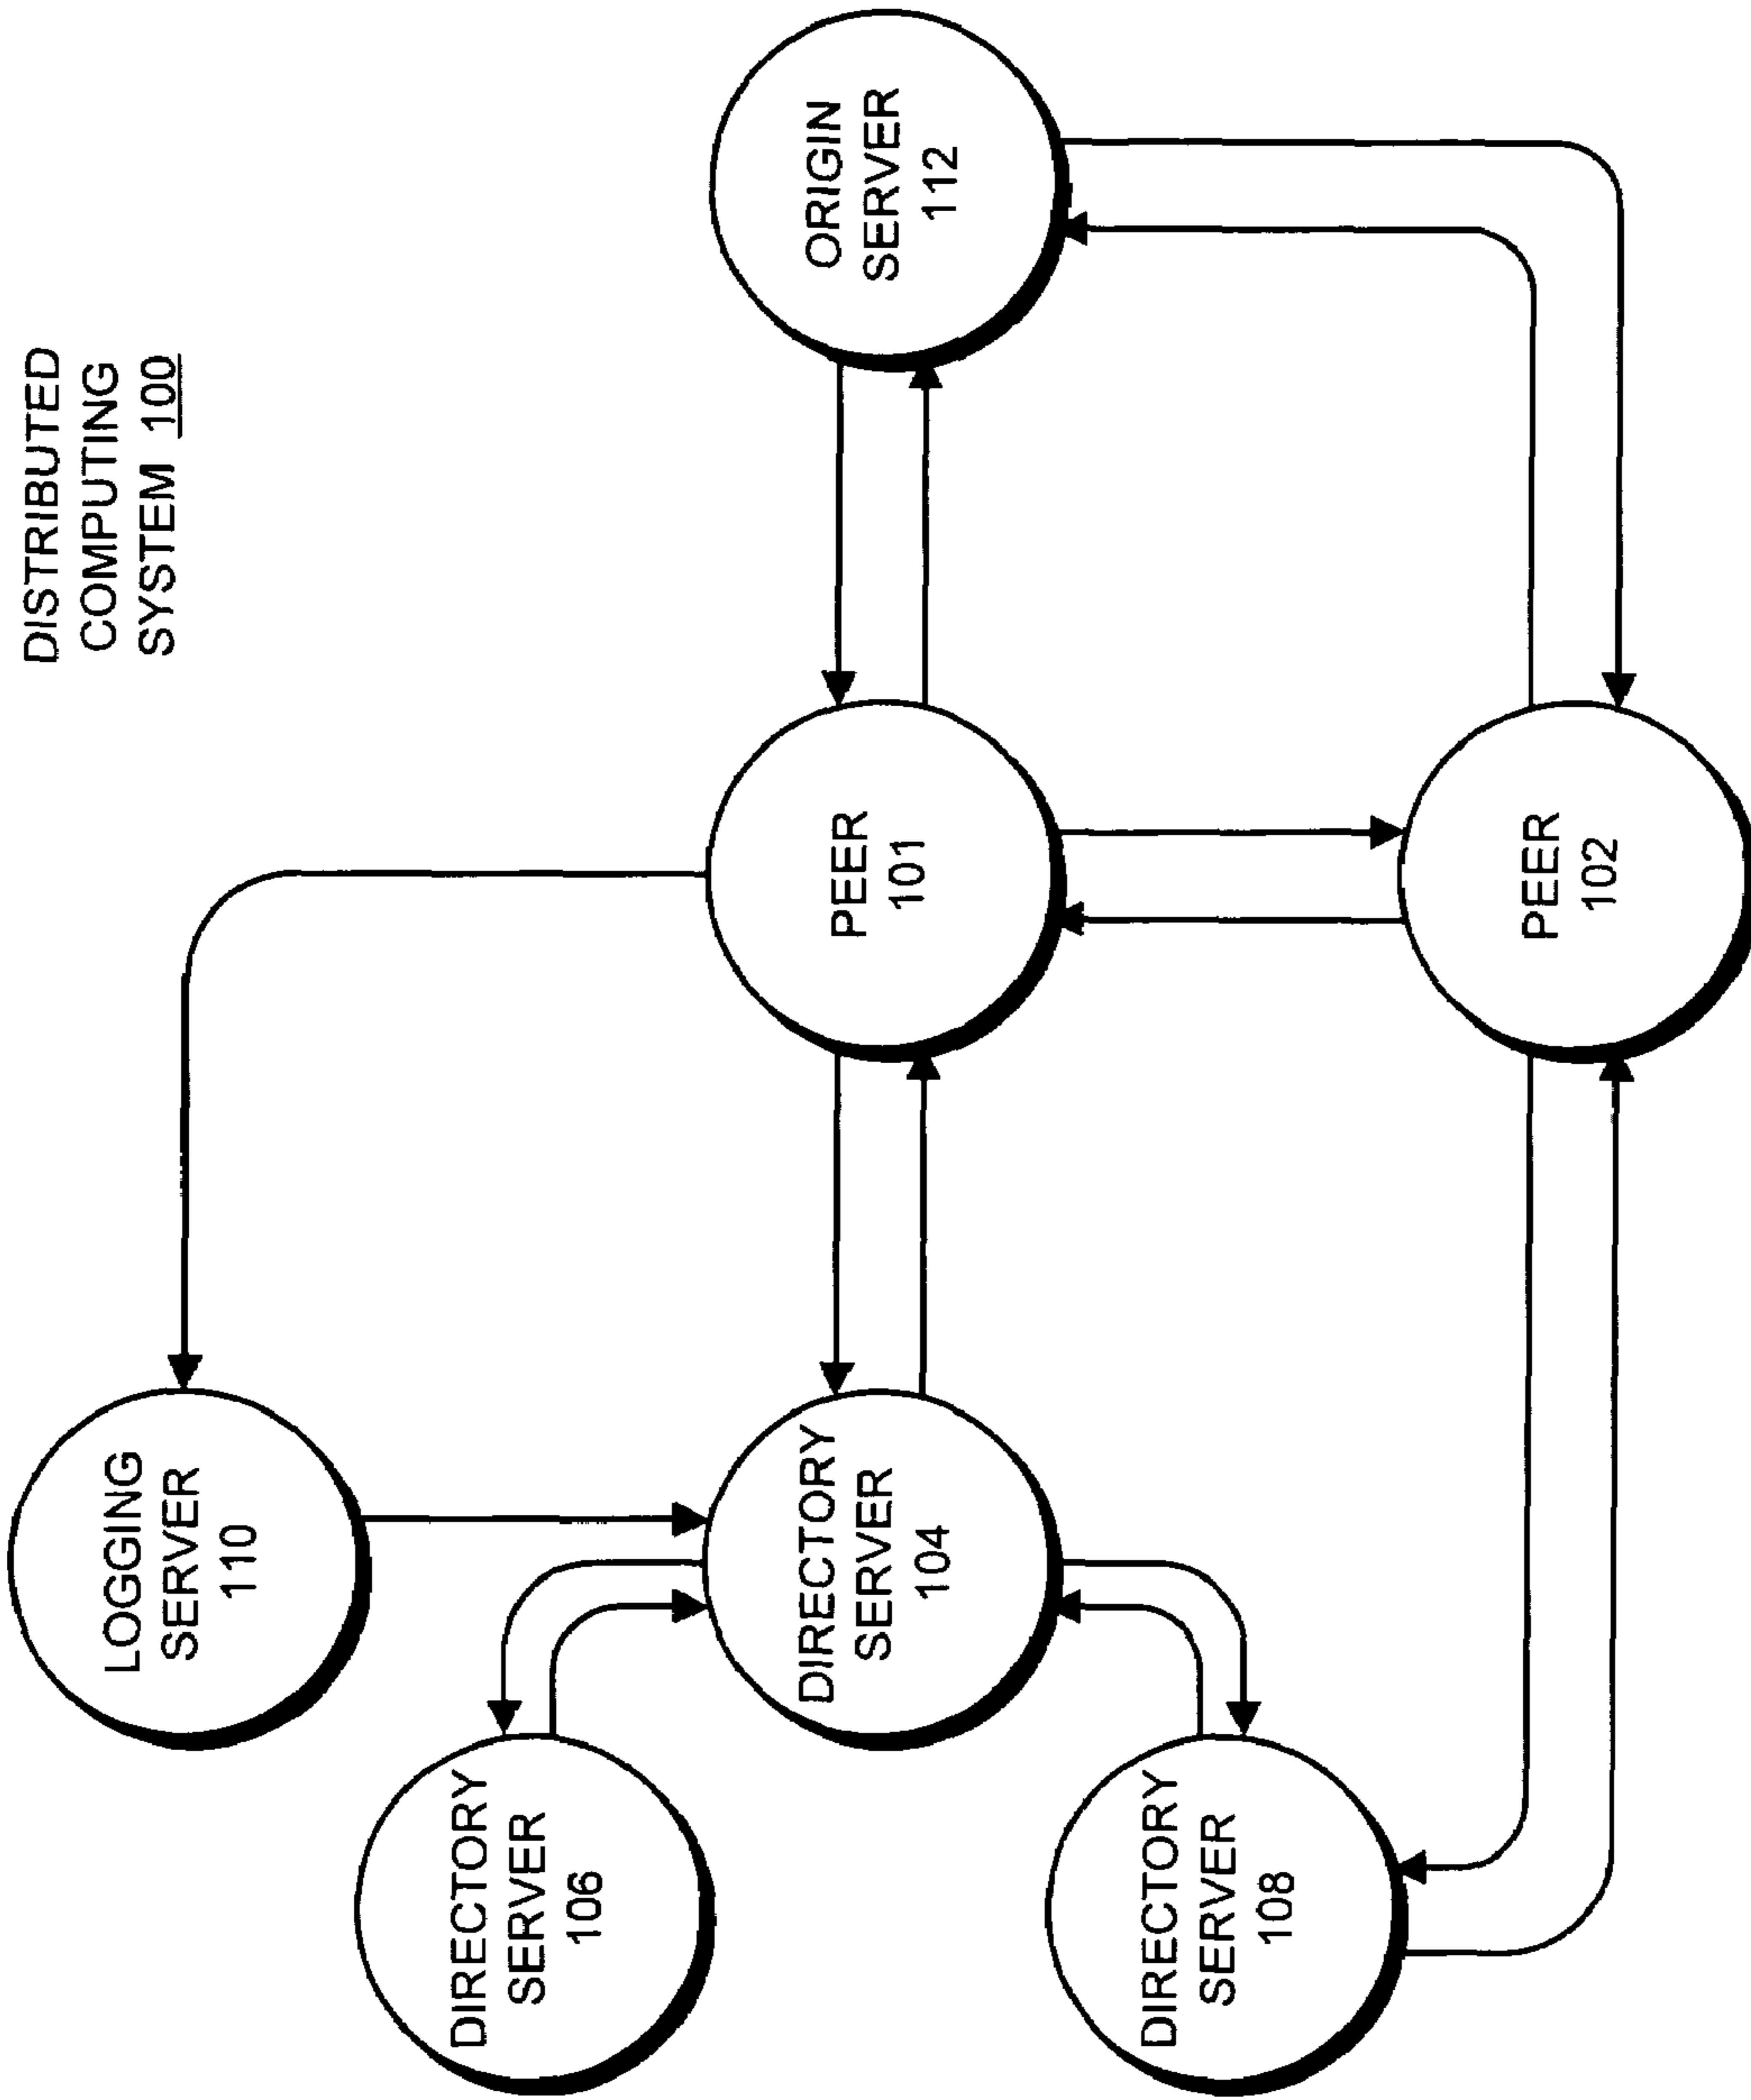 DISTRIBUTED
COMPUTING
SYSTEM 100
DIRECTORY
SERVER
106
LOGGING
SERVER
110
DIRECTORY
SERVER
108
DIRECTORY
SERVER
104
PEER
101
PEER
102
ORIGIN
SERVER
112